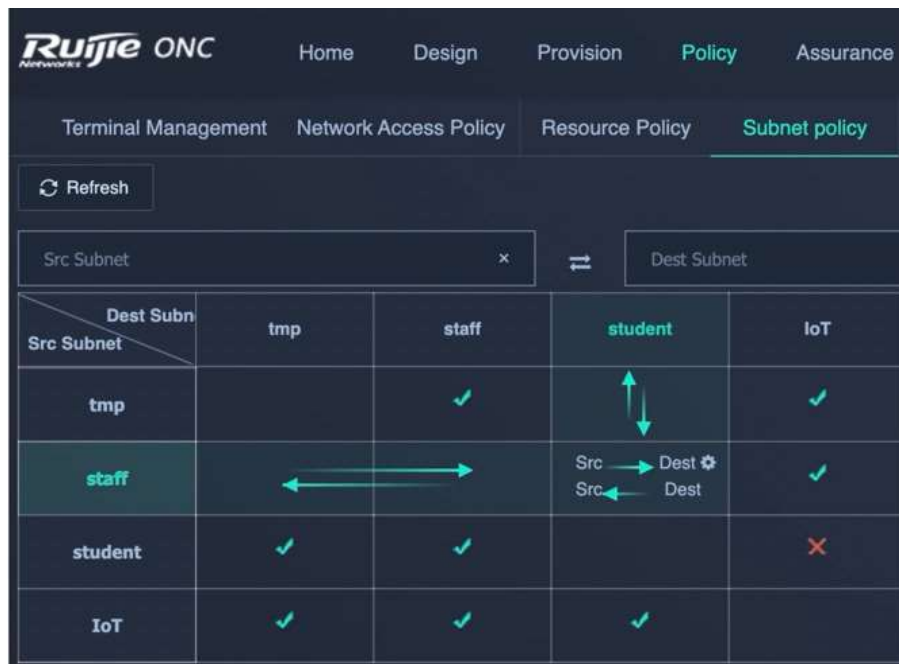 Ruijie Networks ONC Home Design Provision Policy Assurance
Terminal Management Network Access Policy Resource Policy Subnet policy
Refresh
Src Subnet × Dest Subnet
Dest Subn
Src Subnet
tmp staff student IoT
tmp
staff
Src Dest
Src Dest
student
IoT